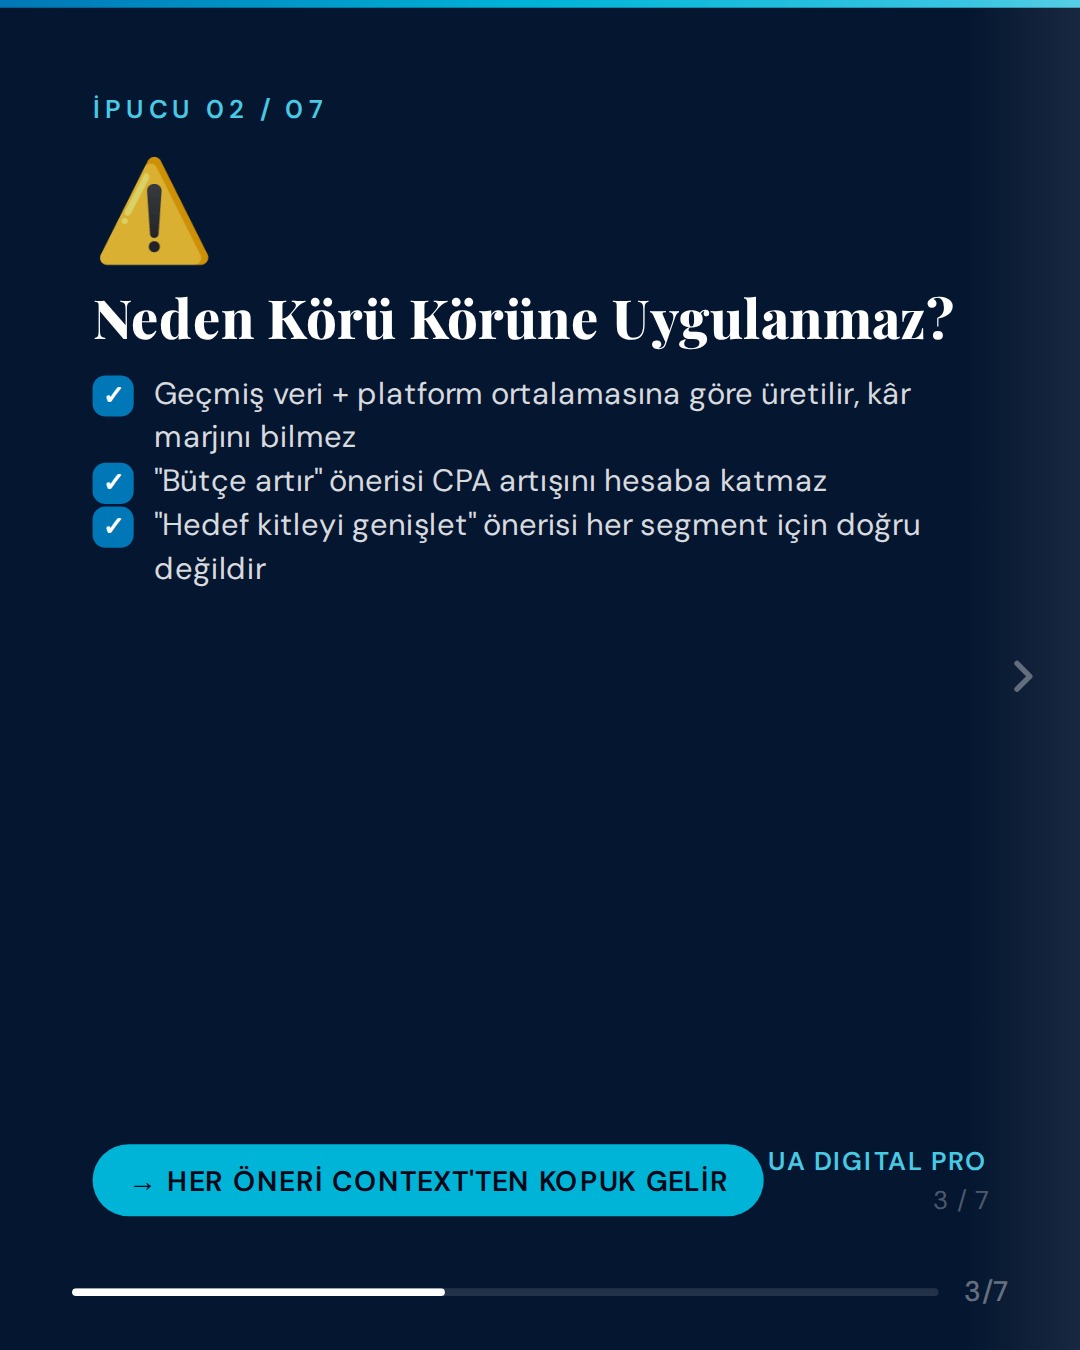 İPUCU 02 / 07
Neden Körü Körüne Uygulanmaz?
✓ Geçmiş veri + platform ortalamasına göre üretilir, kâr
marjını bilmez
✓ "Bütçe artır" önerisi CPA artışını hesaba katmaz
✓ "Hedef kitleyi genişlet" önerisi her segment için doğru
değildir
→ HER ÖNERİ CONTEXT'TEN KOPUK GELİR
UA DIGITAL PRO
3 / 7
3/7